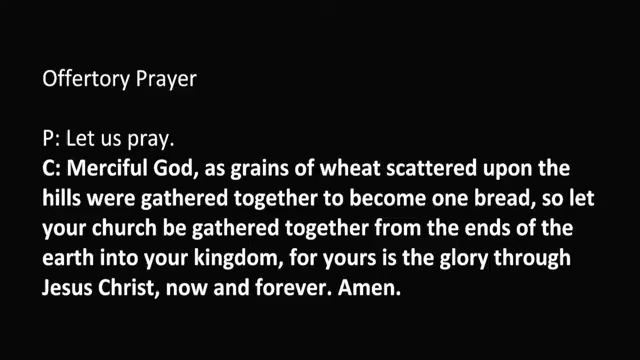 Offertory Prayer
P: Let us pray.
C: Merciful God, as grains of wheat scattered upon the
hills were gathered together to become one bread, so let
your church be gathered together from the ends of the
earth into your kingdom, for yours is the glory through
Jesus Christ, now and forever. Amen.